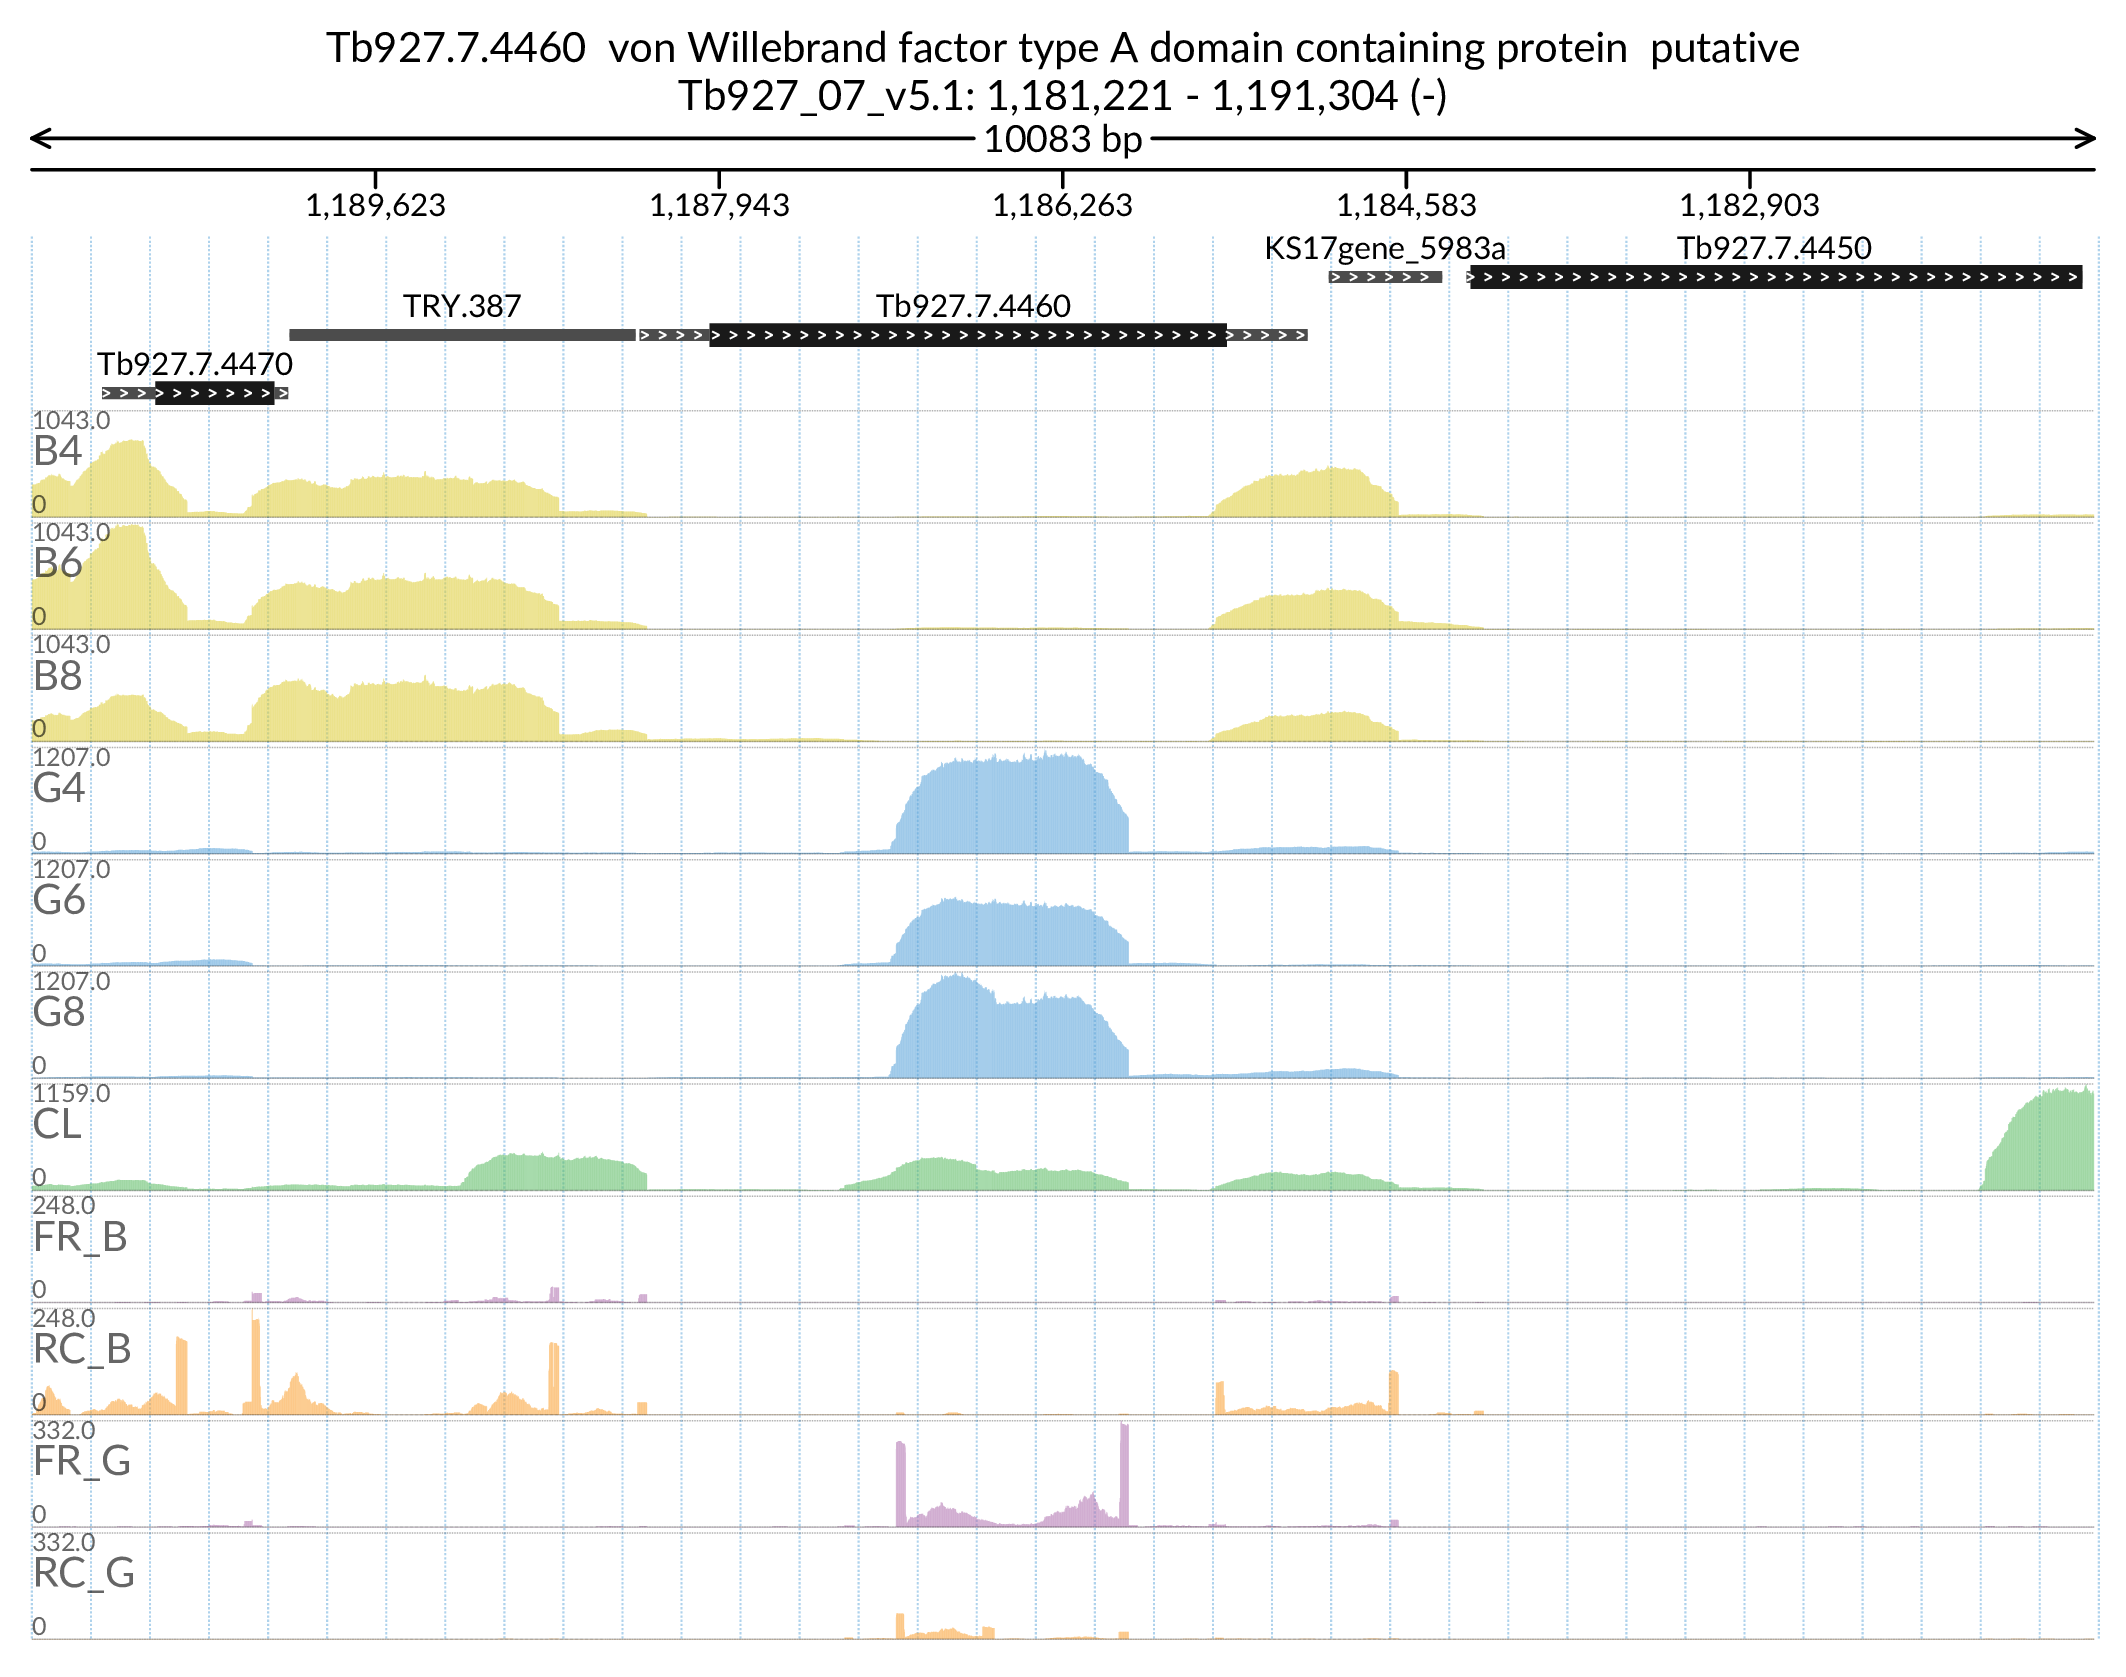 Tb927.7.4460 von Willebrand factor type A domain containing protein putative
Tb927_07_v5.1: 1,181,221 - 1,191,304 (-)
10083 bp
1,189,623 1,187,943 1,186,263 1,184,583 1,182,903
KS17gene_5983a Tb927.7.4450
TRY.387 Tb927.7.4460
Tb927.7.4470
1043.0
B4
0
1043.0
B6
0
1043.0
B8
0
1207.0
G4
0
1207.0
G6
0
1207.0
G8
0
1159.0
CL
0
248.0
FR_B
0
248.0
RC_B
0
332.0
FR_G
0
332.0
RC_G
0